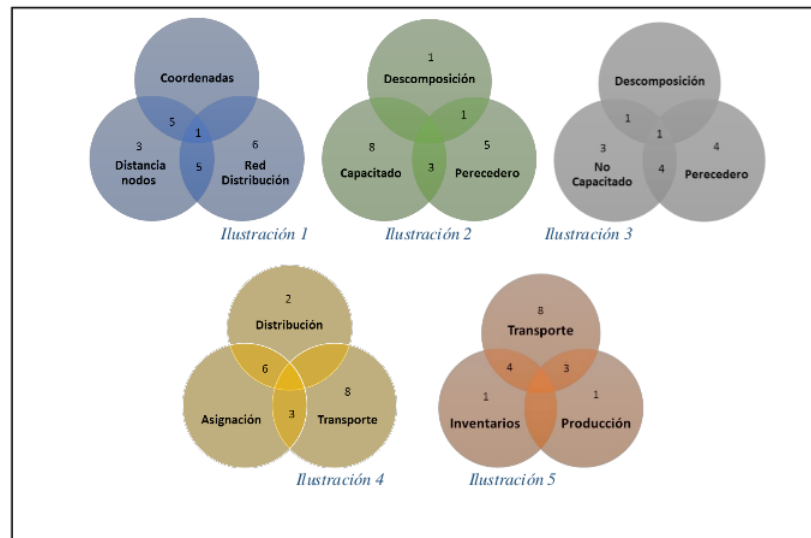 Coordenadas
5
1
3
Distancia
nodos
5
6
Red
Distribución
Ilustración 1
1
Descomposición
1
8
Capacitado
3
5
Perecedero
Ilustración 2
Descomposición
1
1
3
No
Capacitado
4
4
Perecedero
Ilustración 3
2
Distribución
6
Asignación
3
8
Transporte
Ilustración 4
8
Transporte
4
3
1
Inventarios
1
Producción
Ilustración 5